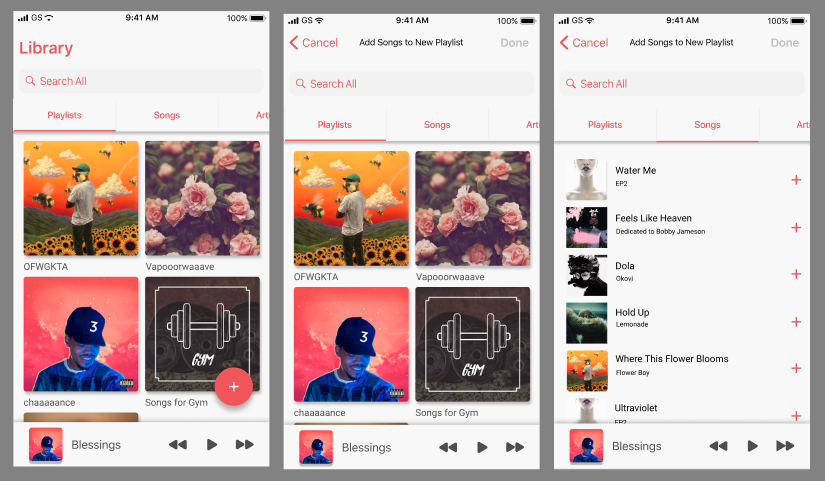 GS 9:41 AM 100%
Library
Search All
Playlists Songs Arti
OFWGKTA Vapooorwaaave
3
GYM
chaaaaance Songs for Gym
Blessings
GS 9:41 AM 100%
Cancel Add Songs to New Playlist Done
Search All
Playlists Songs Arti
OFWGKTA Vapooorwaaave
3
GYM
chaaaaance Songs for Gym
Blessings
GS 9:41 AM 100%
Cancel Add Songs to New Playlist Done
Search All
Playlists Songs Arti
Water Me
EP2
Feels Like Heaven
Dedicated to Bobby Jameson
Dola
Okovi
Hold Up
Lemonade
Where This Flower Blooms
Flower Boy
Ultraviolet
EP2
Blessings